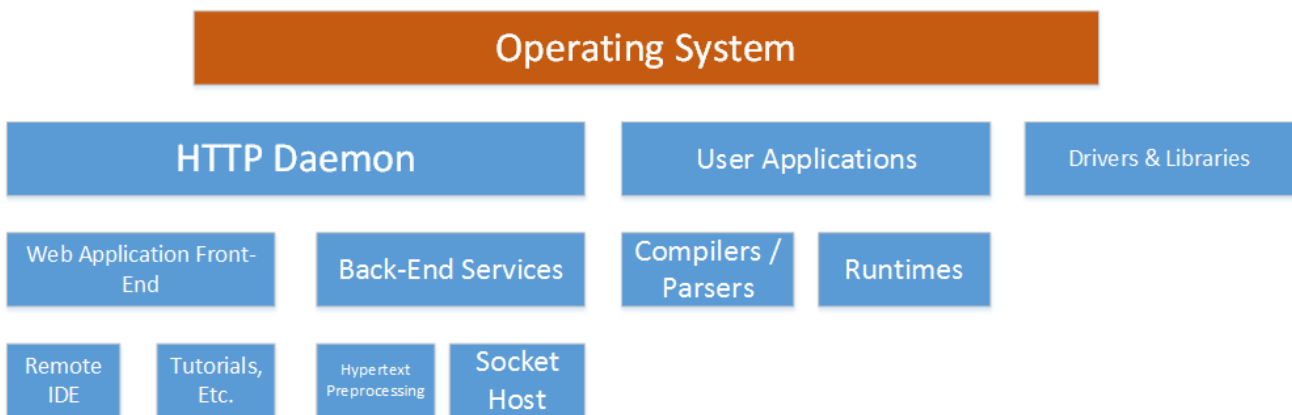 Operating System
HTTP Daemon
User Applications
Drivers & Libraries
Web Application Front-
End
Back-End Services
Compilers /
Parsers
Runtimes
Remote
IDE
Tutorials,
Etc.
Hypertext
Preprocessing
Socket
Host